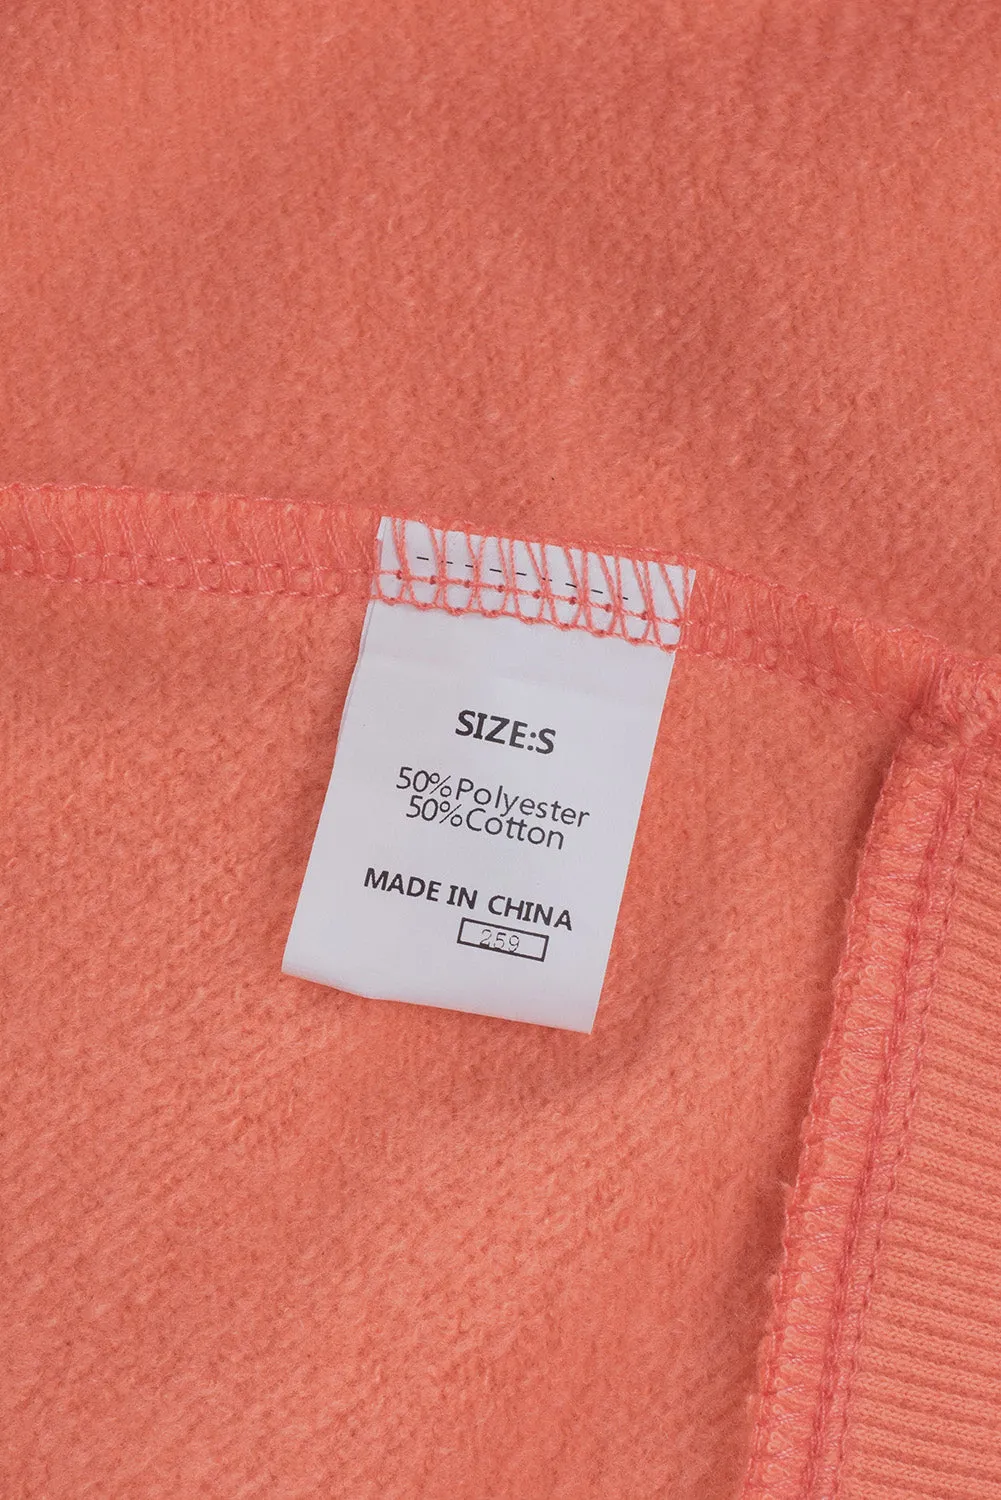 SIZE:S
50%Polyester
50%Cotton
MADE IN CHINA
259